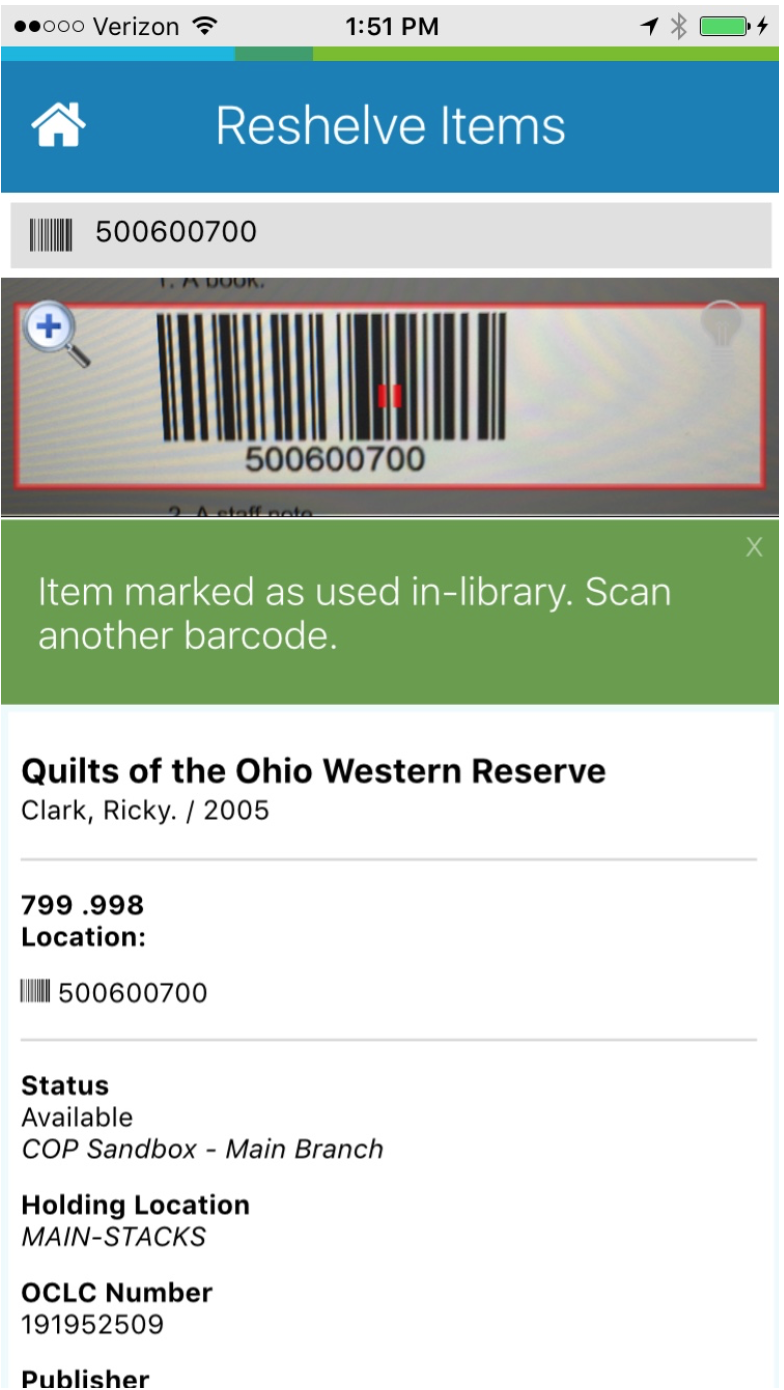 Verizon 1:51 PM
Reshelve Items
500600700
1. A book.
500600700
2. A staff note
X
Item marked as used in-library. Scan
another barcode.
Quilts of the Ohio Western Reserve
Clark, Ricky. / 2005
799 .998
Location:
500600700
Status
Available
COP Sandbox - Main Branch
Holding Location
MAIN-STACKS
OCLC Number
191952509
Publisher